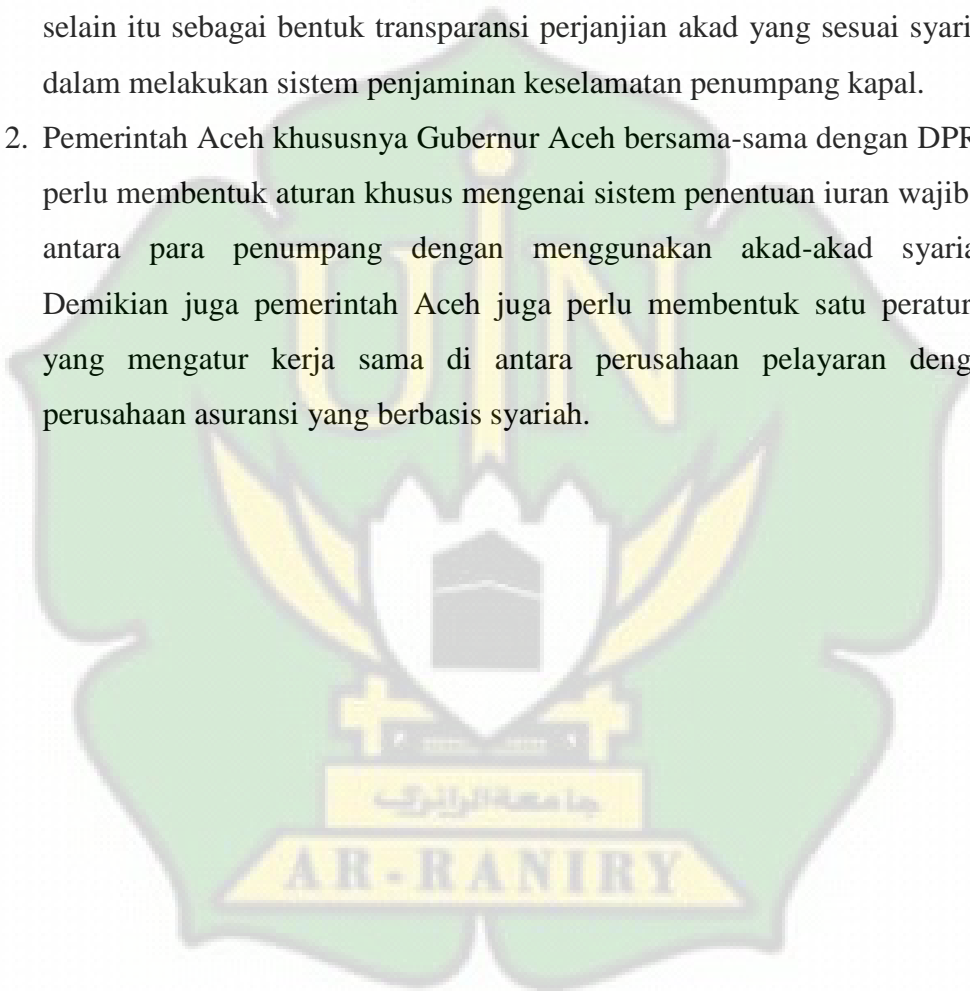 selain itu sebagai bentuk transparansi perjanjian akad yang sesuai syari
dalam melakukan sistem penjaminan keselamatan penumpang kapal.
2. Pemerintah Aceh khususnya Gubernur Aceh bersama-sama dengan DPR
perlu membentuk aturan khusus mengenai sistem penentuan iuran wajib
antara para penumpang dengan menggunakan akad-akad syaria
Demikian juga pemerintah Aceh juga perlu membentuk satu peratur
yang mengatur kerja sama di antara perusahaan pelayaran deng
perusahaan asuransi yang berbasis syariah.
UIN
جامعة الرانري
AR-RANIRY